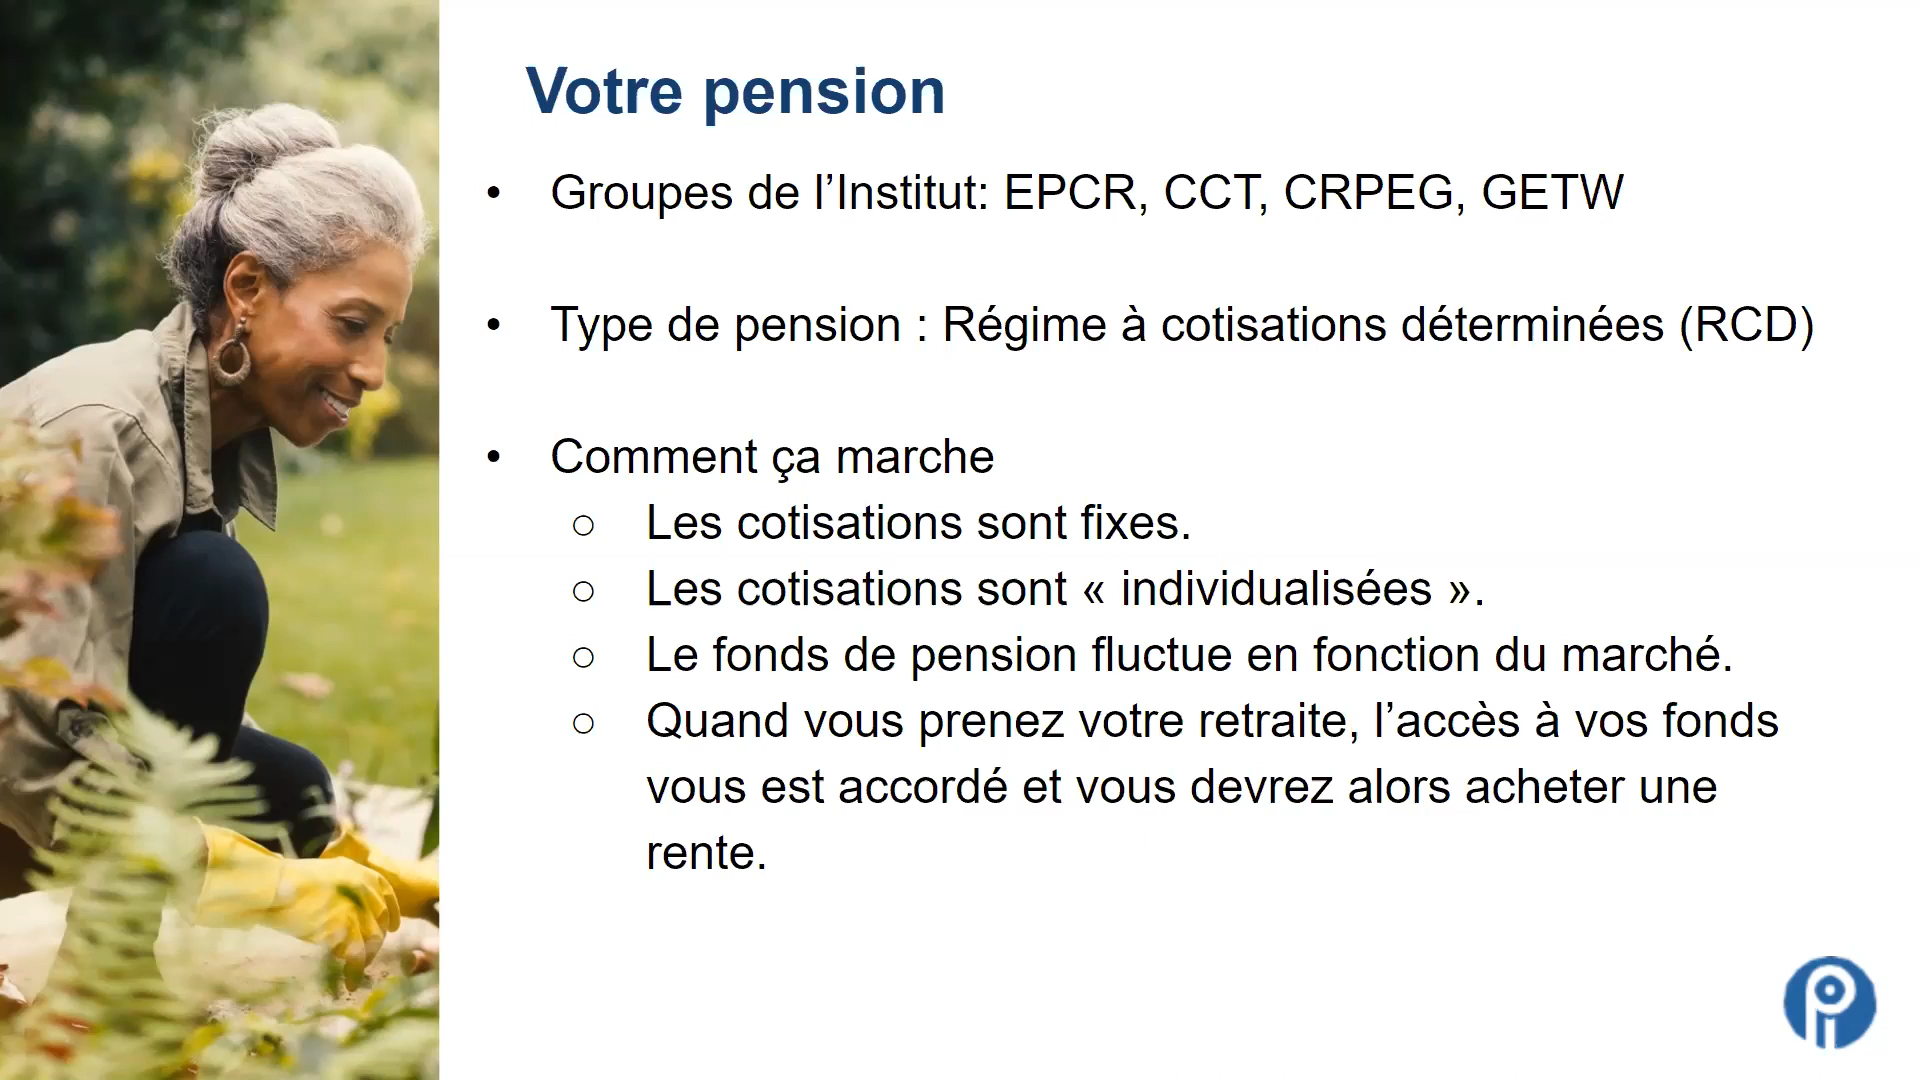 Votre pension
• Groupes de l’Institut: EPCR, CCT, CRPEG, GETW
• Type de pension : Régime à cotisations déterminées (RCD)
• Comment ça marche
○ Les cotisations sont fixes.
○ Les cotisations sont « individualisées ».
○ Le fonds de pension fluctue en fonction du marché.
○ Quand vous prenez votre retraite, l’accès à vos fonds
vous est accordé et vous devrez alors acheter une
rente.